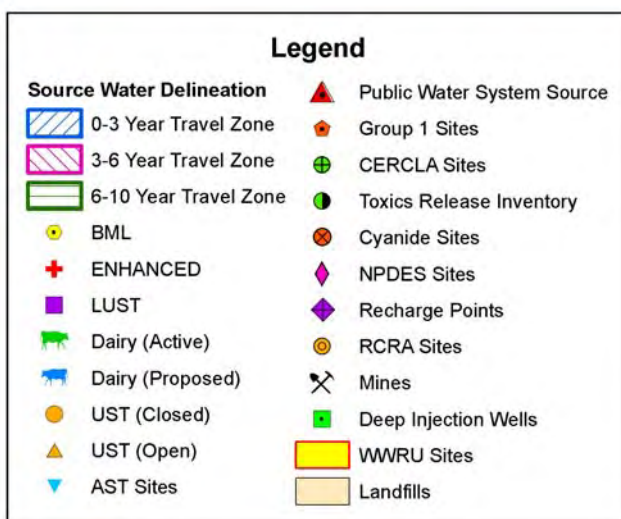 Legend
Source Water Delineation
0-3 Year Travel Zone
3-6 Year Travel Zone
6-10 Year Travel Zone
BML
ENHANCED
LUST
Dairy (Active)
Dairy (Proposed)
UST (Closed)
UST (Open)
AST Sites
Public Water System Source
Group 1 Sites
CERCLA Sites
Toxics Release Inventory
Cyanide Sites
NPDES Sites
Recharge Points
RCRA Sites
Mines
Deep Injection Wells
WWRU Sites
Landfills